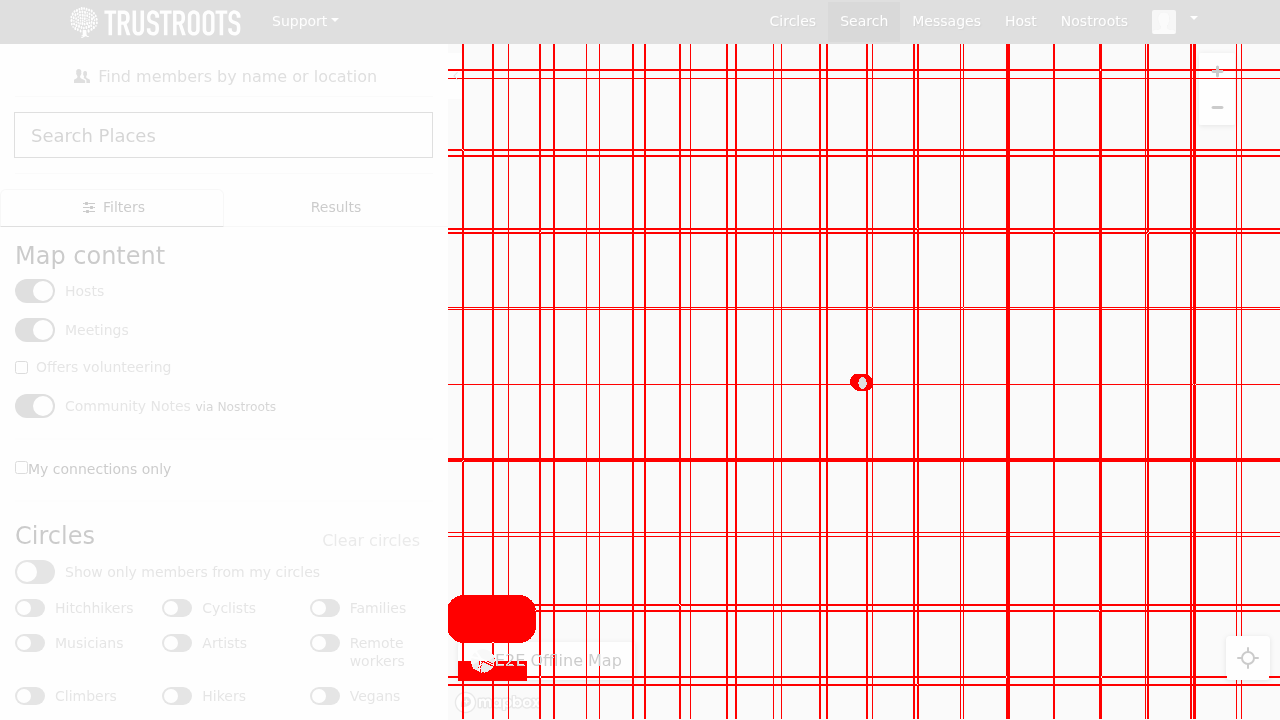 TRUSTROOTS
Support
Circles
Search
Messages
Host
Nostroots
Find members by name or location
Search Places
Filters
Results
Map content
Hosts
Meetings
Offers volunteering
Community Notes via Nostroots
My connections only
Circles
Clear circles
Show only members from my circles
Hitchhikers
Cyclists
Families
Musicians
Artists
Remote
workers
Climbers
Hikers
Vegans
E2E Offline Map
mapbox